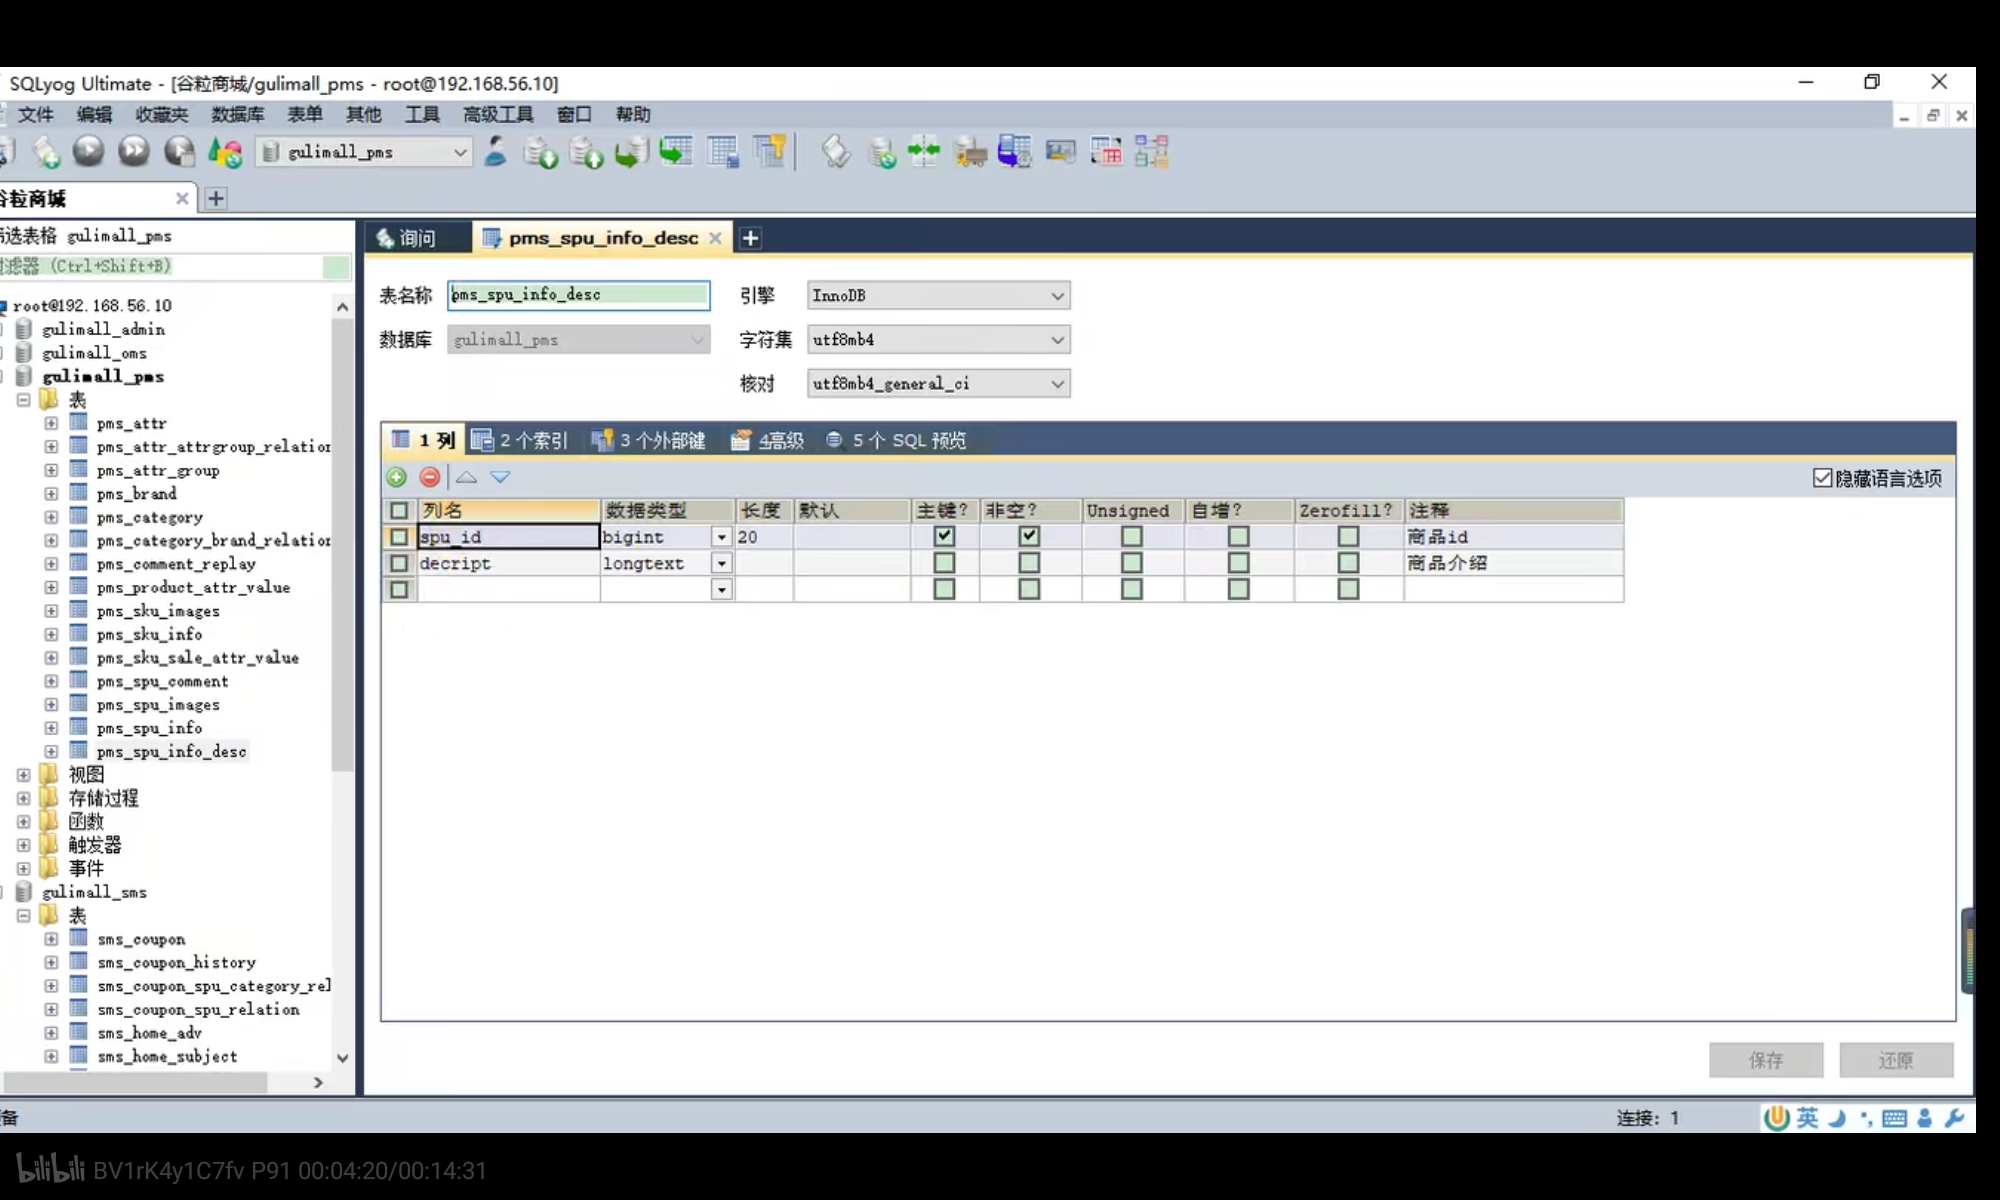 SQLyog Ultimate - [谷粒商城/gulimall_pms - root@192.168.56.10]
文件 编辑 收藏夹 数据库 表单 其他 工具 高级工具 窗口 帮助
gulimall_pms
谷粒商城
筛选表格 gulimall_pms
过滤器 (Ctrl+Shift+B)
root@192.168.56.10
gulimall_admin
gulimall_oms
gulimall_pms
表
pms_attr
pms_attr_attrgroup_relation
pms_attr_group
pms_brand
pms_category
pms_category_brand_relation
pms_comment_replay
pms_product_attr_value
pms_sku_images
pms_sku_info
pms_sku_sale_attr_value
pms_spu_comment
pms_spu_images
pms_spu_info
pms_spu_info_desc
视图
存储过程
函数
触发器
事件
gulimall_sms
表
sms_coupon
sms_coupon_history
sms_coupon_spu_category_rel
sms_coupon_spu_relation
sms_home_adv
sms_home_subject
询问 pms_spu_info_desc
表名称 pms_spu_info_desc 引擎 InnoDB
数据库 gulimall_pms 字符集 utf8mb4
核对 utf8mb4_general_ci
1 列 2 个索引 3 个外部键 4高级 5 个 SQL 预览
隐藏语言选项
列名 数据类型 长度 默认 主键? 非空? Unsigned 自增? Zerofill? 注释
spu_id bigint 20 商品id
decript longtext 商品介绍
保存 还原
备 连接: 1 英
bilibili BV1rK4y1C7fv P91 00:04:20/00:14:31